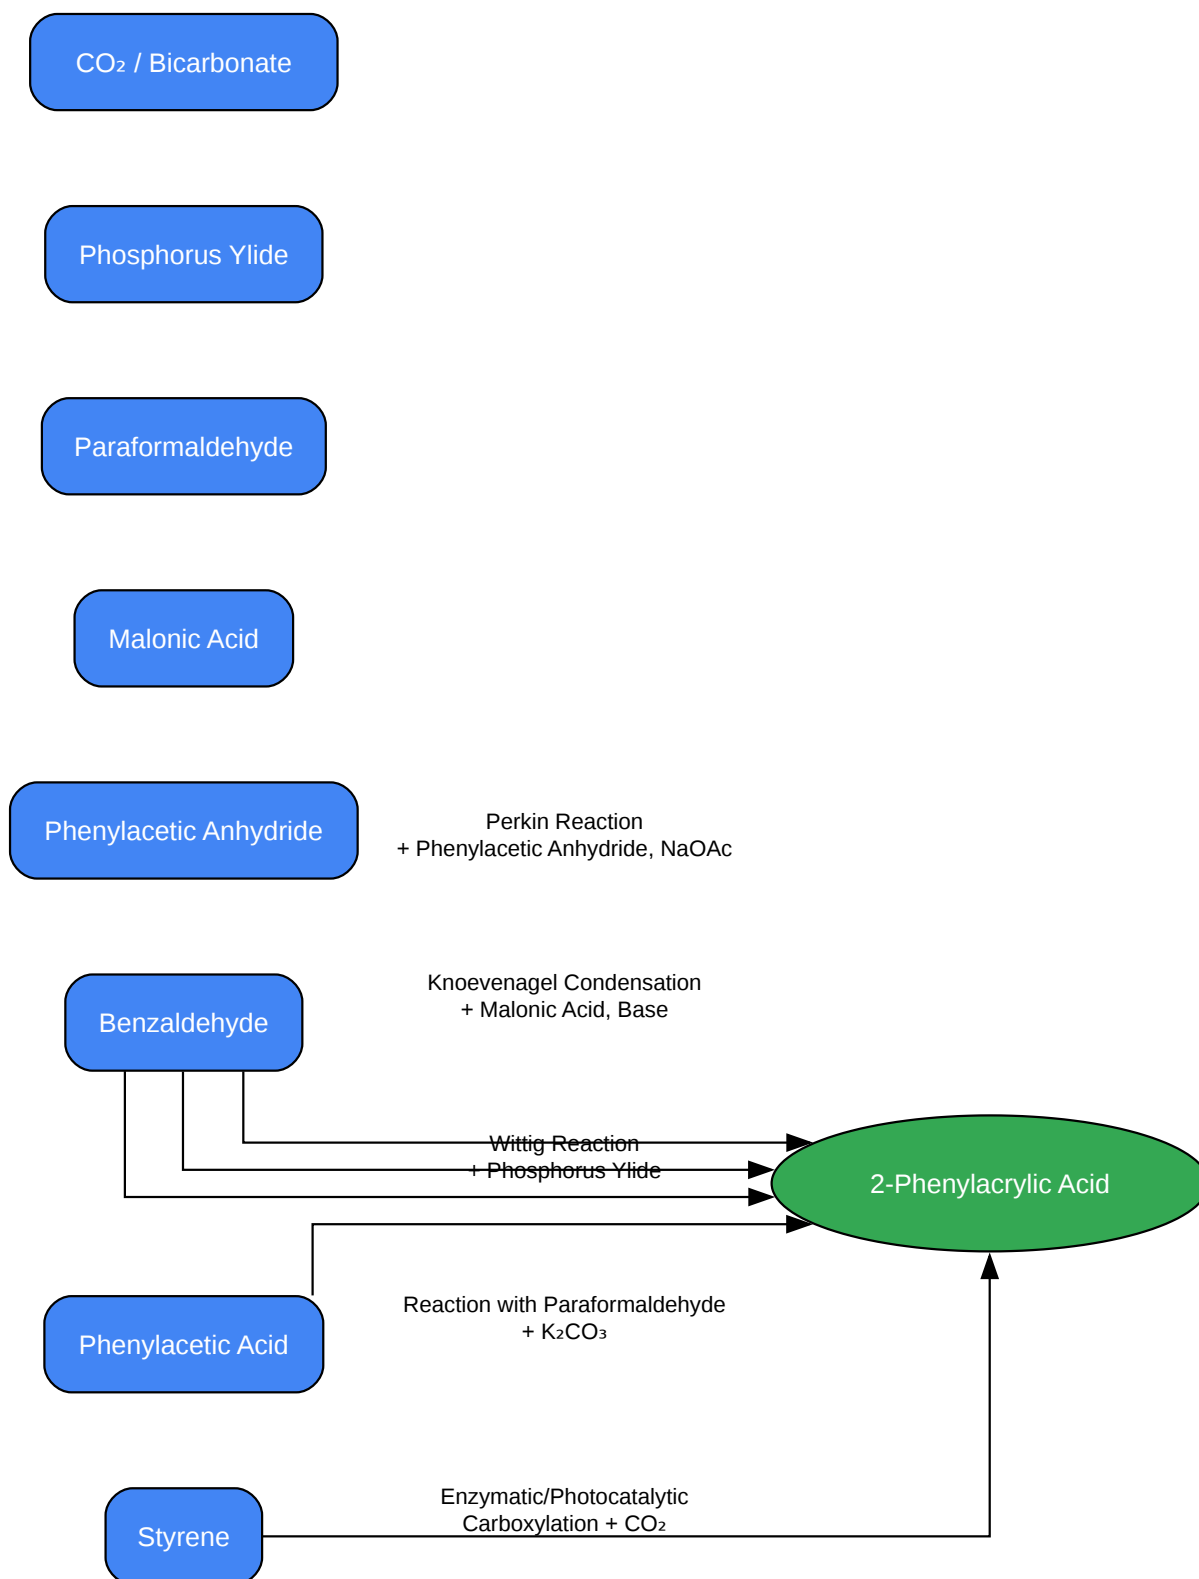 CO₂ / Bicarbonate
Phosphorus Ylide
Paraformaldehyde
Malonic Acid
Phenylacetic Anhydride
Perkin Reaction
+ Phenylacetic Anhydride, NaOAc
Benzaldehyde
Knoevenagel Condensation
+ Malonic Acid, Base
Wittig Reaction
+ Phosphorus Ylide
2-Phenylacrylic Acid
Reaction with Paraformaldehyde
+ K₂CO₃
Phenylacetic Acid
Enzymatic/Photocatalytic
Carboxylation + CO₂
Styrene